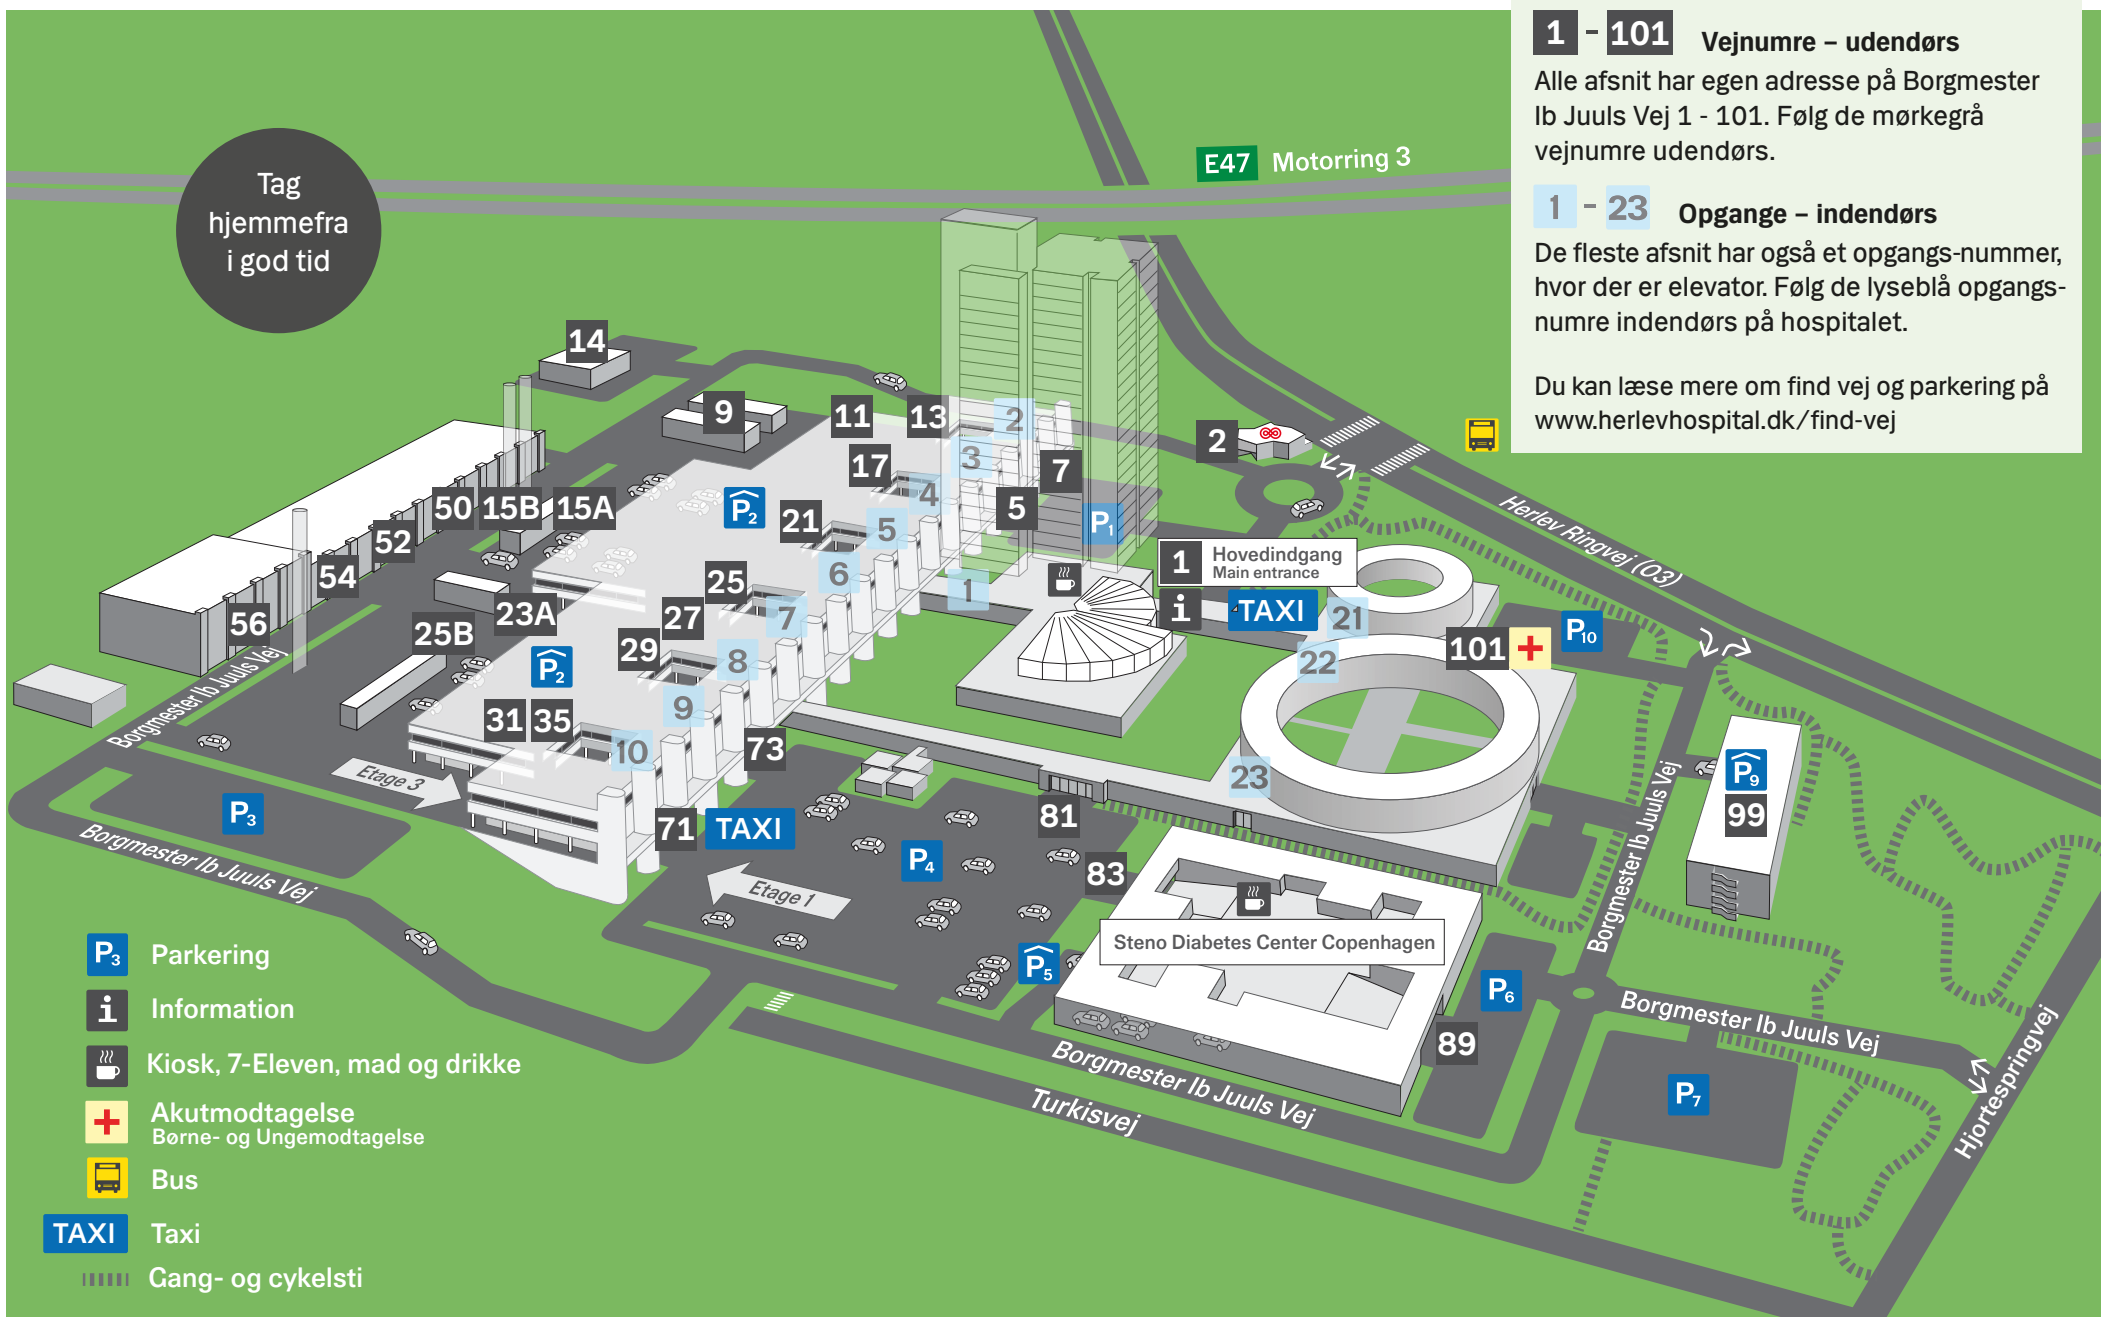 1 - 101 Vejnumre – udendørs
Alle afsnit har egen adresse på Borgmester
Ib Juuls Vej 1 - 101. Følg de mørkegrå
vejnumre udendørs.
1 - 23 Opgange – indendørs
De fleste afsnit har også et opgangs-nummer,
hvor der er elevator. Følg de lyseblå opgangs-
numre indendørs på hospitalet.
Du kan læse mere om find vej og parkering på
www.herlevhospital.dk/find-vej
Tag
hjemmefra
i god tid
E47 Motorring 3
14
9
11
13
2
3
17
4
7
5
2
50
15B
15A
P2
21
5
P1
52
54
56
23A
25B
25
6
1
27
7
29
8
P2
9
31
35
10
73
71
TAXI
1 Hovedindgang
Main entrance
i
TAXI
21
22
101
P10
23
81
83
P9
99
Herlev Ringvej (O3)
Borgmester Ib Juuls Vej
Etage 3
P3
Borgmester Ib Juuls Vej
P4
Etage 1
Steno Diabetes Center Copenhagen
P5
P6
89
Borgmester Ib Juuls Vej
Borgmester Ib Juuls Vej
P7
Hjortespringvej
Borgmester Ib Juuls Vej
Turkisvej
P3 Parkering
i Information
Kiosk, 7-Eleven, mad og drikke
Akutmodtagelse
Børne- og Ungemodtagelse
Bus
TAXI Taxi
Gang- og cykelsti